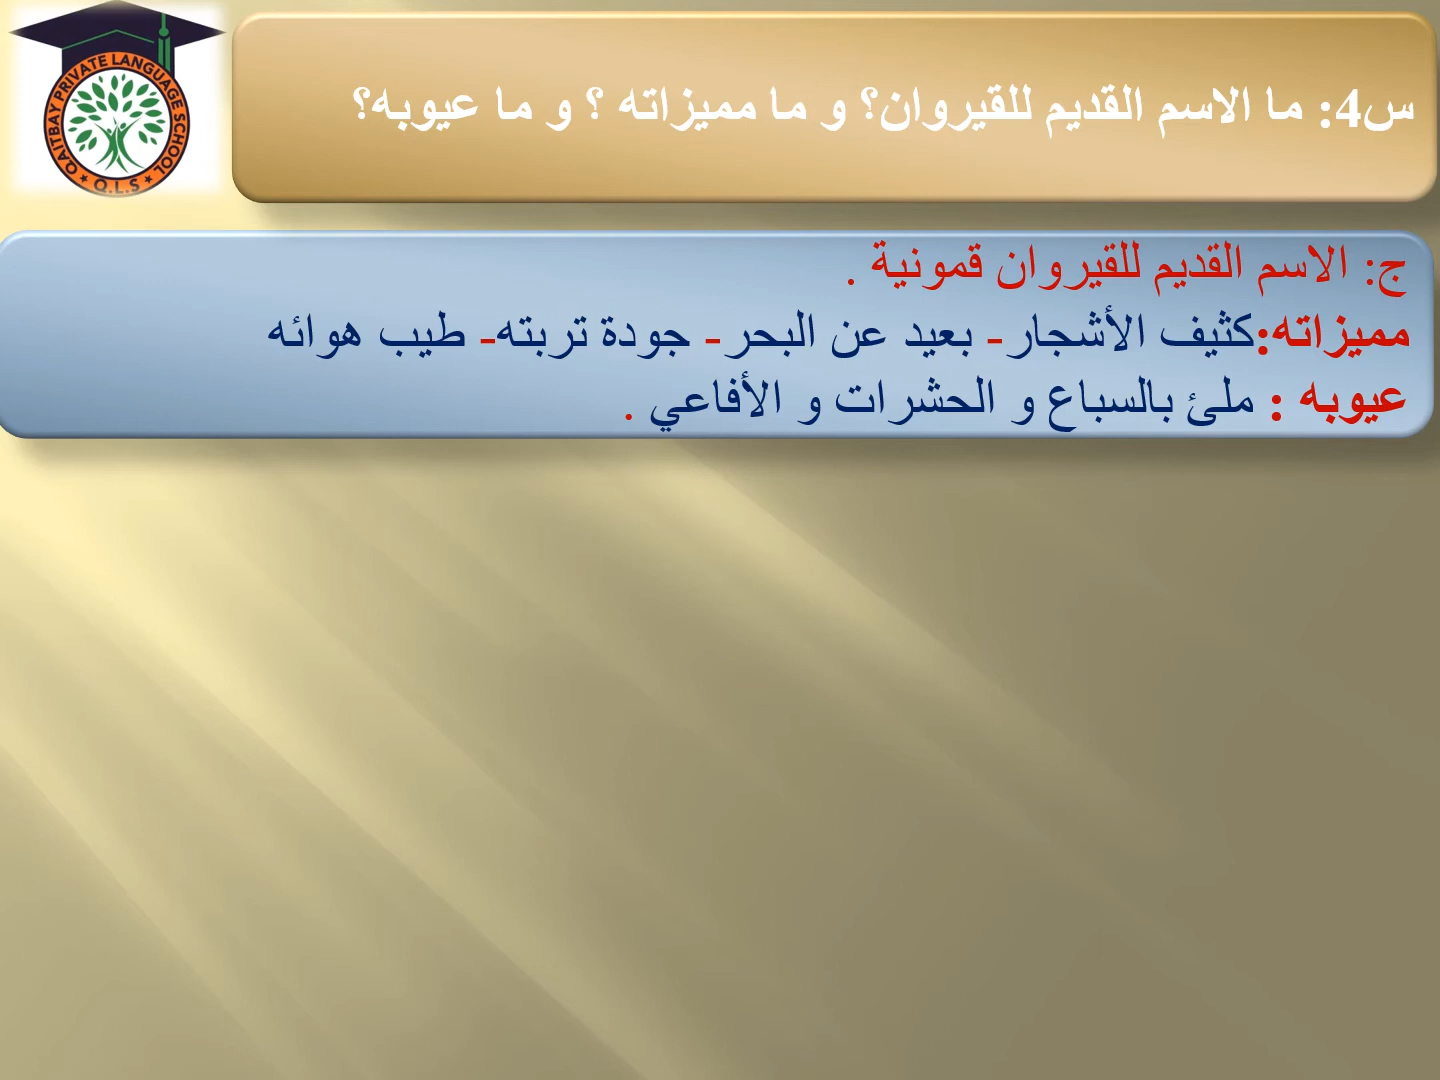 QAITBAY PRIVATE LANGUAGE SCHOOL
Q.L.S
س4: ما الاسم القديم للقيروان؟ و ما مميزاته ؟ و ما عيوبه؟
ج: الاسم القديم للقيروان قمونية .
مميزاته:كثيف الأشجار- بعيد عن البحر- جودة تربته- طيب هوائه
عيوبه : ملئ بالسباع و الحشرات و الأفاعي .